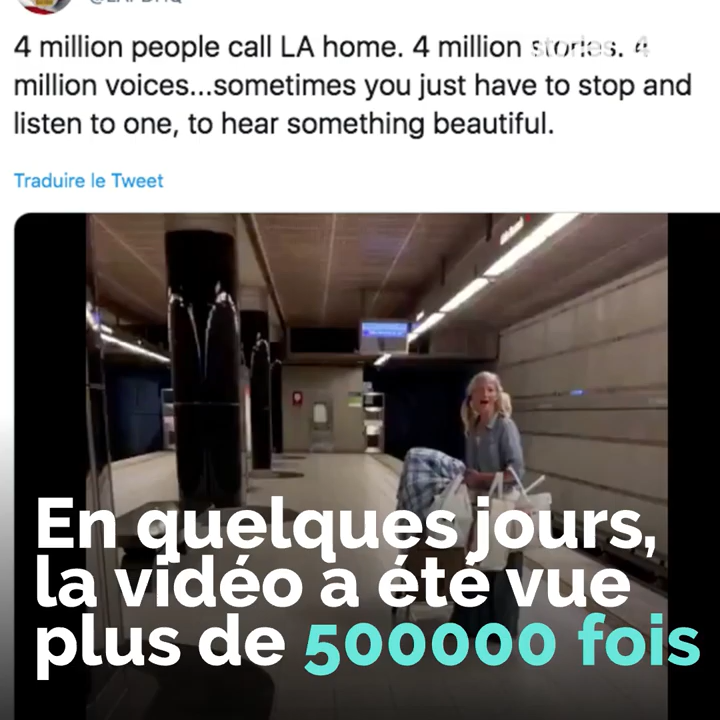 @LAPDHQ
4 million people call LA home. 4 million stories. 4
million voices...sometimes you just have to stop and
listen to one, to hear something beautiful.
Traduire le Tweet
En quelques jours,
la vidéo a été vue
plus de 500000 fois